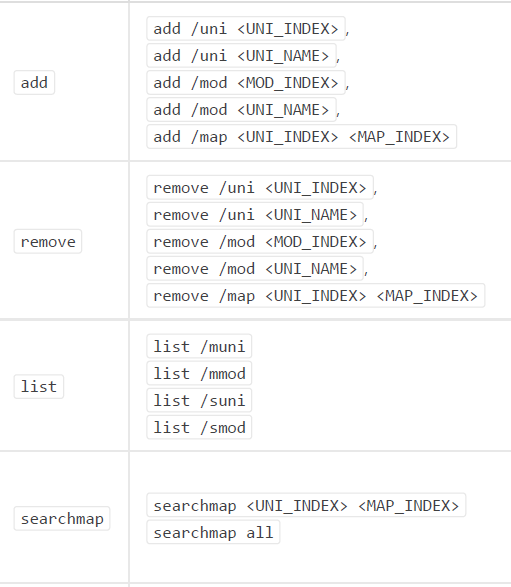 add
add /uni <UNI_INDEX>,
add /uni <UNI_NAME>,
add /mod <MOD_INDEX>,
add /mod <UNI_NAME>,
add /map <UNI_INDEX> <MAP_INDEX>
remove
remove /uni <UNI_INDEX>,
remove /uni <UNI_NAME>,
remove /mod <MOD_INDEX>,
remove /mod <UNI_NAME>,
remove /map <UNI_INDEX> <MAP_INDEX>
list
list /muni
list /mmod
list /suni
list /smod
searchmap
searchmap <UNI_INDEX> <MAP_INDEX>
searchmap all